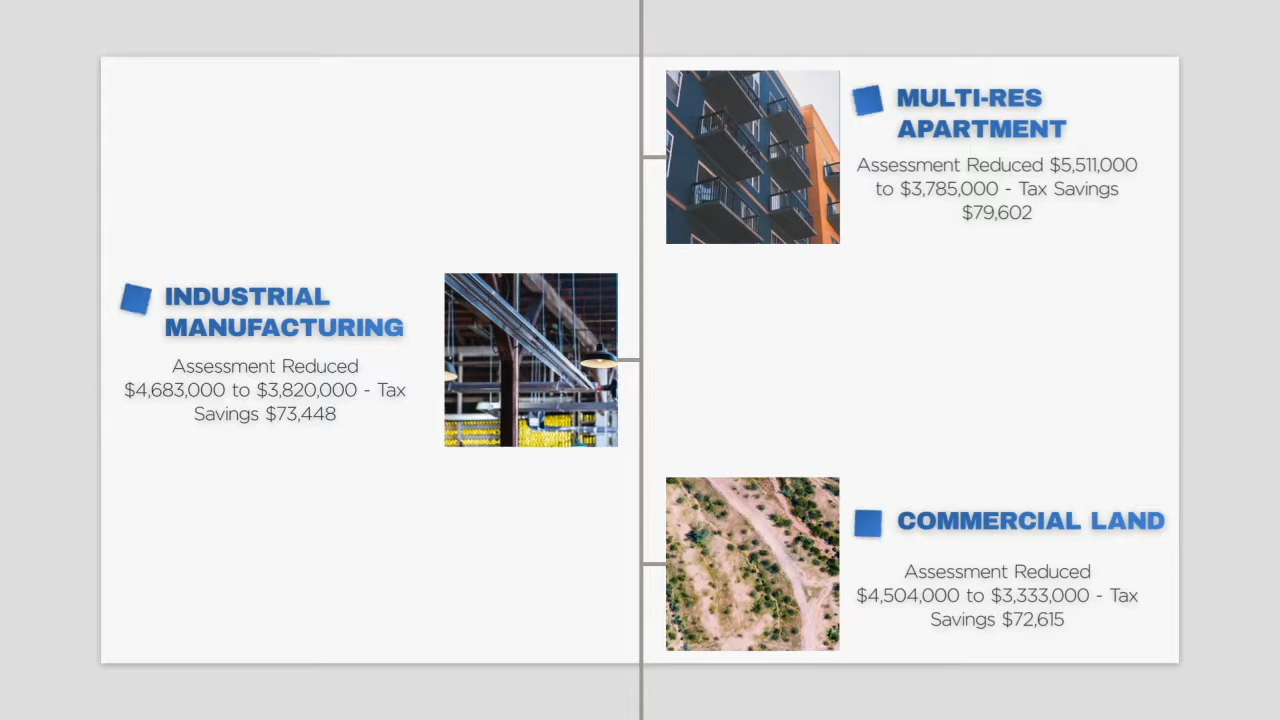 MULTI-RES
APARTMENT
Assessment Reduced $5,511,000
to $3,785,000 - Tax Savings
$79,602
INDUSTRIAL
MANUFACTURING
Assessment Reduced
$4,683,000 to $3,820,000 - Tax
Savings $73,448
COMMERCIAL LAND
Assessment Reduced
$4,504,000 to $3,333,000 - Tax
Savings $72,615